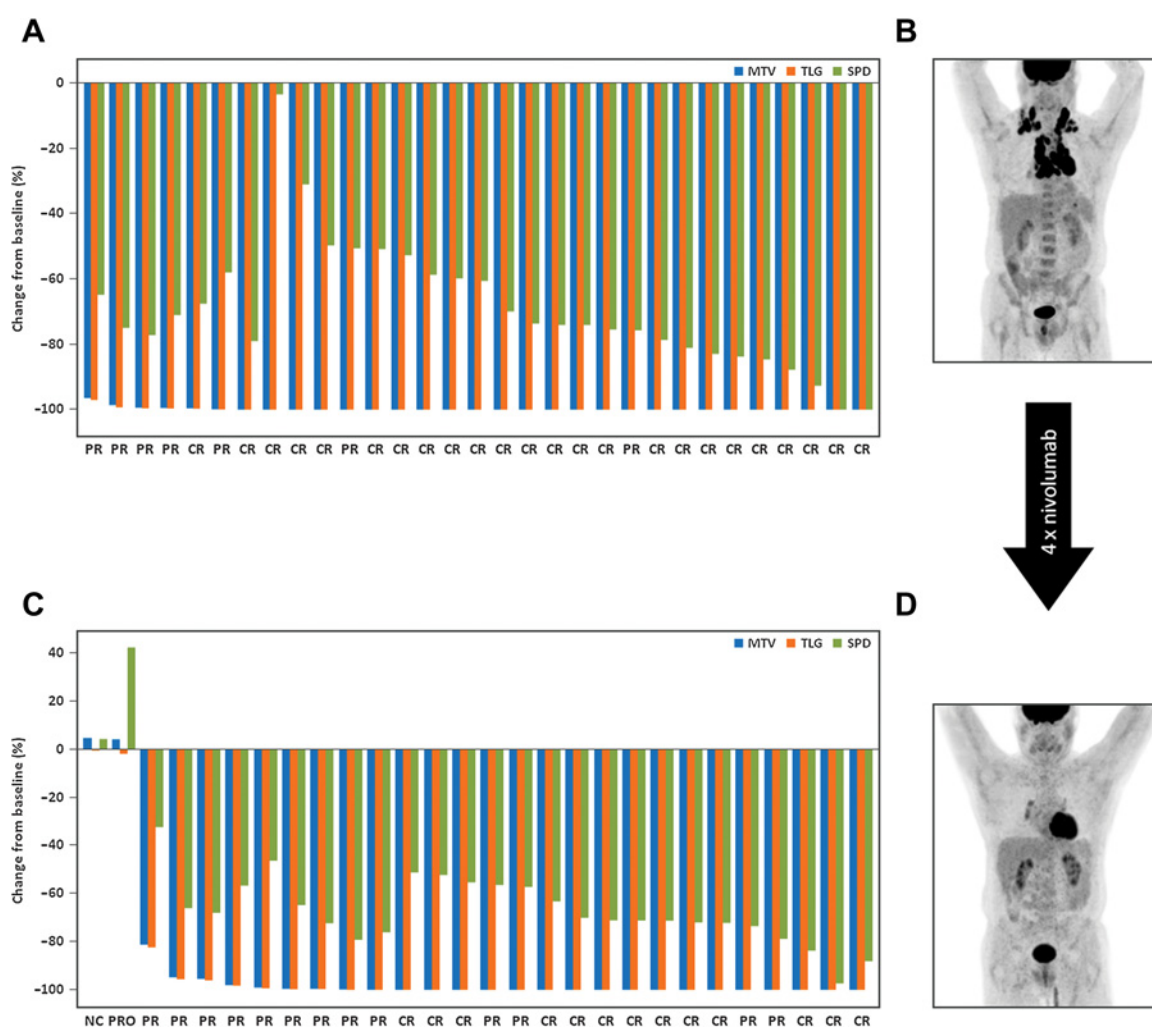 A
MTV TLG SPD
0
−20
−40
−60
−80
−100
Change from baseline (%)
PR PR PR PR CR PR CR CR CR CR PR CR CR CR CR CR CR CR CR CR CR PR CR CR CR CR CR CR CR CR CR
B
4 x nivolumab
C
MTV TLG SPD
40
20
0
−20
−40
−60
−80
−100
Change from baseline (%)
NC PRO PR PR PR PR PR PR PR PR PR CR CR CR PR PR CR CR CR CR CR CR CR PR PR CR CR CR
D